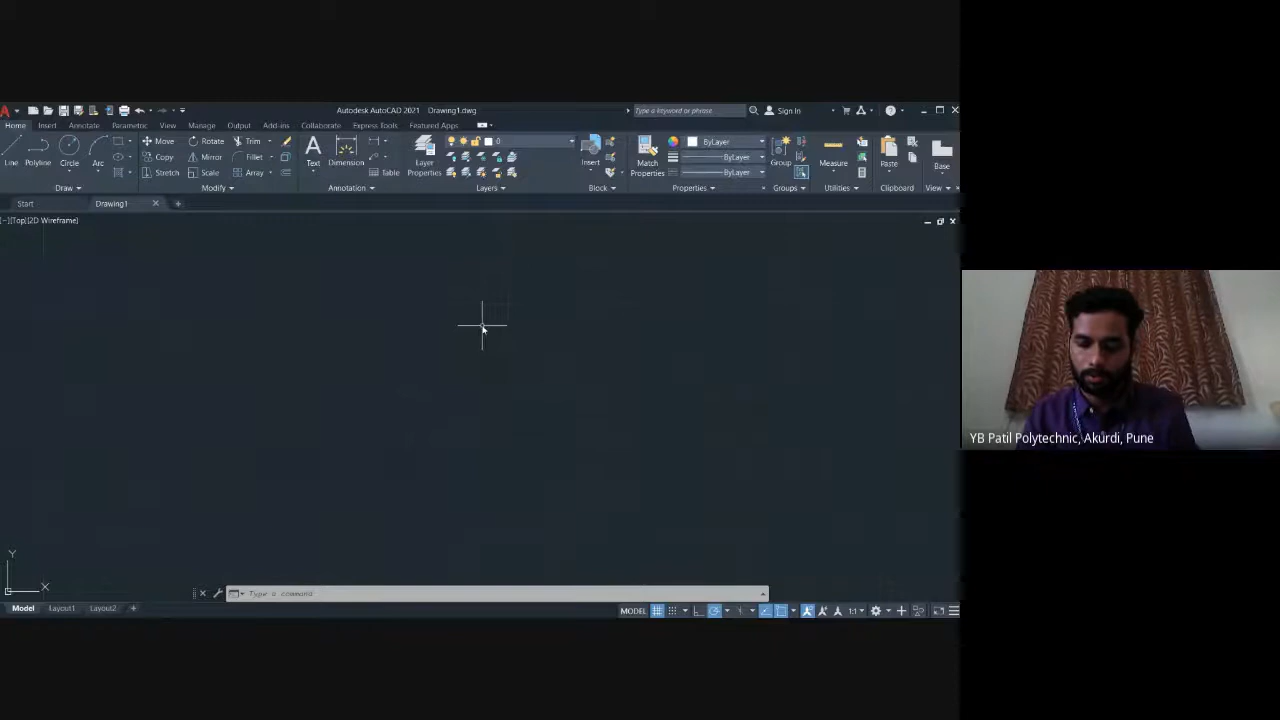 Autodesk AutoCAD 2021 Drawing1.dwg
Type a keyword or phrase
Sign In
Home Insert Annotate Parametric View Manage Output Add-ins Collaborate Express Tools Featured Apps
Line Polyline Circle Arc
Move Rotate Trim
Copy Mirror Fillet
Stretch Scale Array
Text Dimension Table
Layer Properties
0
Insert
Match Properties
ByLayer
ByLayer
ByLayer
Group
Measure
Paste
Base
Draw Modify Annotation Layers Block Properties Groups Utilities Clipboard View
Start Drawing1
[−][Top][2D Wireframe]
YB Patil Polytechnic, Akurdi, Pune
Y
X
Type a command
Model Layout1 Layout2 +
MODEL 1:1